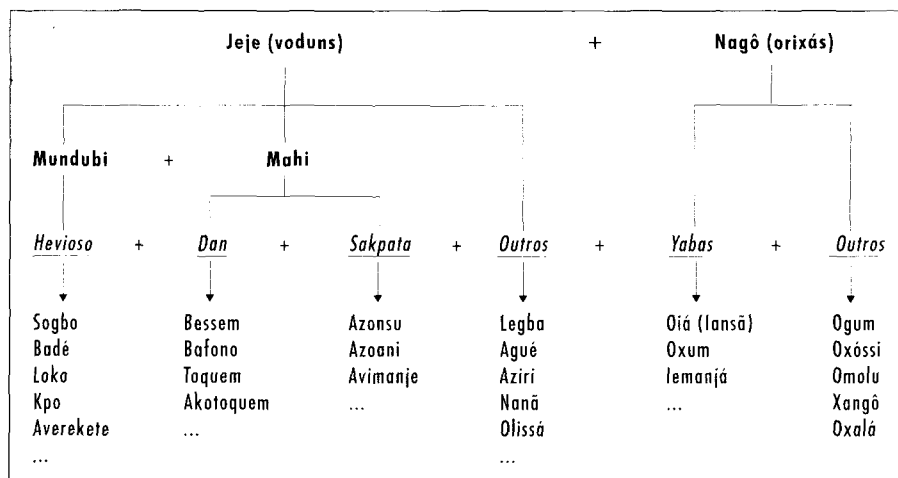 Jeje (voduns) + Nagô (orixás)
Mundubi + Mahi
Hevioso + Dan + Sakpata + Outros + Yabas + Outros
Sogbo Bessem Azonsu Legba Oiá (Iansã) Ogum
Badé Bafono Azoani Agué Oxum Oxóssi
Loko Toquem Avimanje Aziri Iemanjá Omolu
Kpo Akotoquem ... Nanã ... Xangô
Averekete ... Olissá Oxalá
... ...